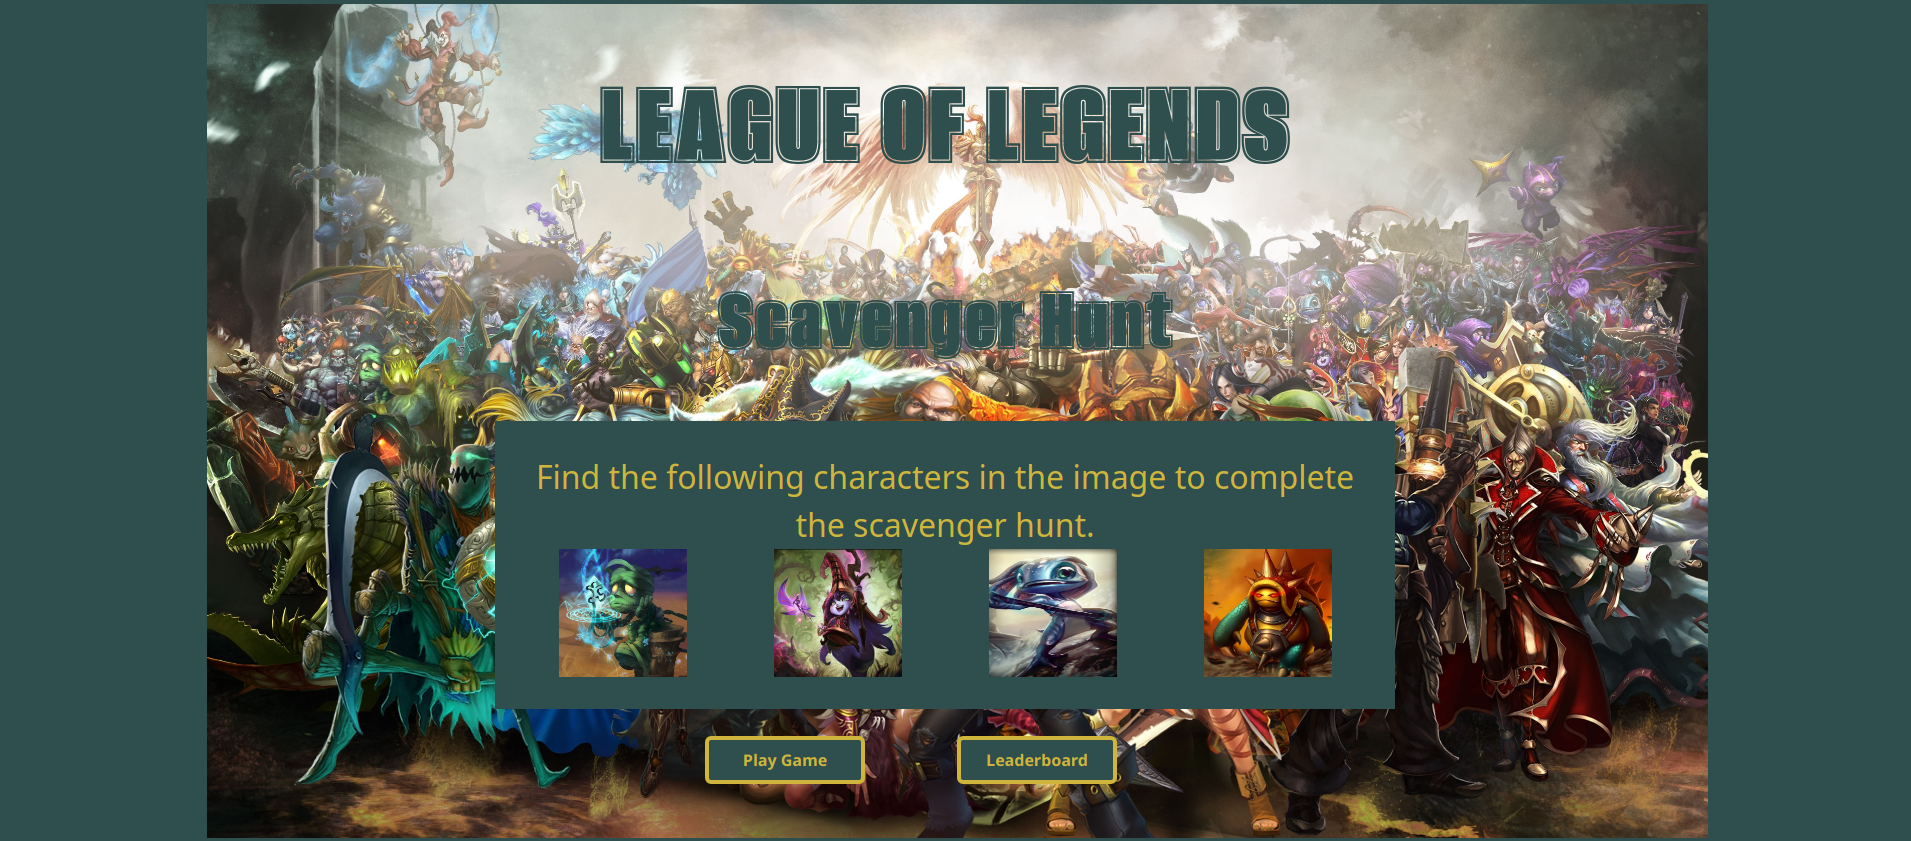 LEAGUE OF LEGENDS
Scavenger Hunt
Find the following characters in the image to complete
the scavenger hunt.
Play Game
Leaderboard